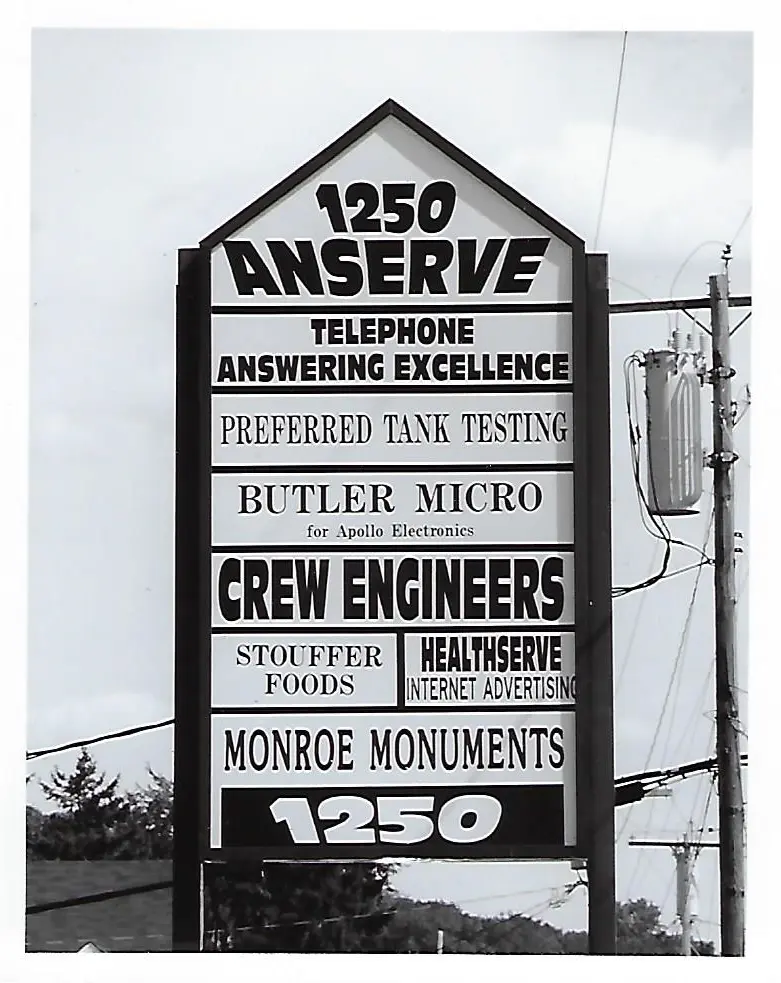 1250
ANSERVE
TELEPHONE
ANSWERING EXCELLENCE
PREFERRED TANK TESTING
BUTLER MICRO
for Apollo Electronics
CREW ENGINEERS
STOUFFER
FOODS
HEALTHSERVE
INTERNET ADVERTISING
MONROE MONUMENTS
1250